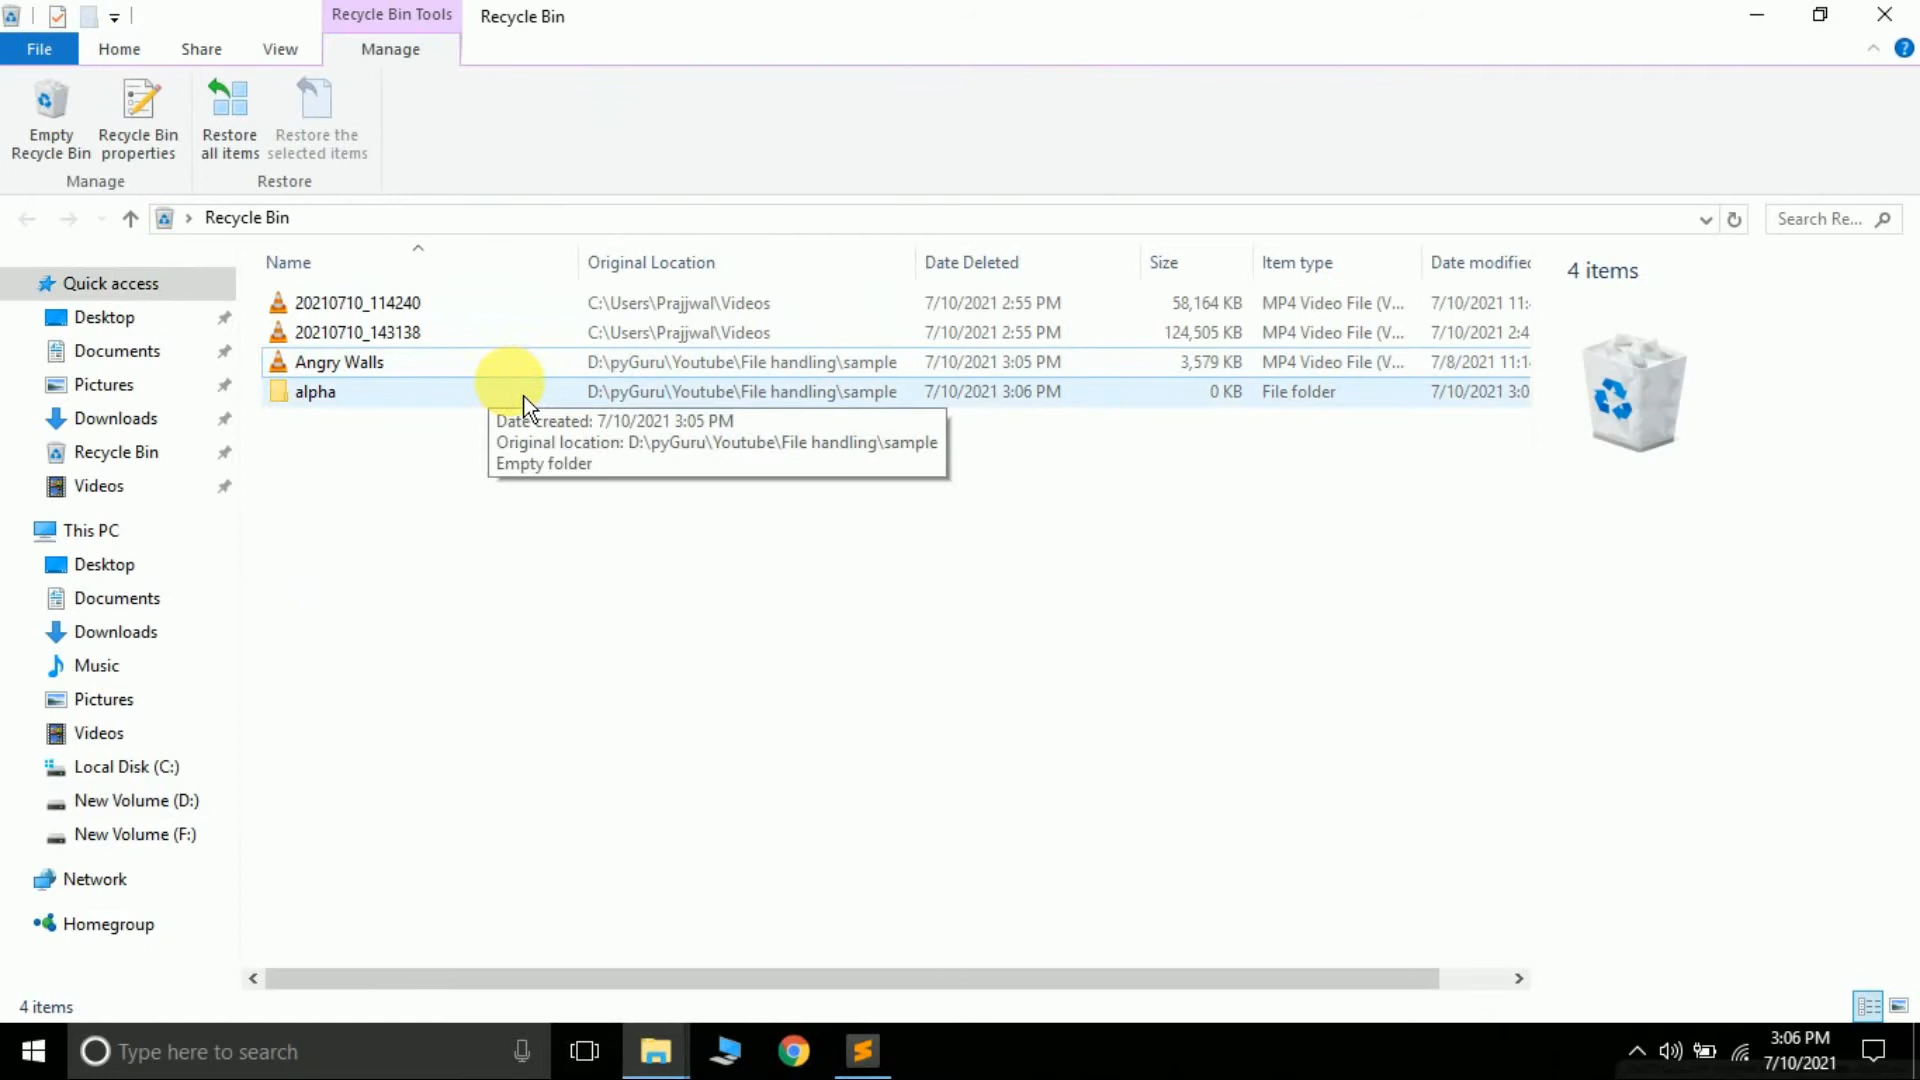 Recycle Bin Tools
Recycle Bin
File
Home
Share
View
Manage
Empty
Recycle Bin
Recycle Bin
properties
Restore
all items
Restore the
selected items
Manage
Restore
Recycle Bin
Search Re...
Name
Original Location
Date Deleted
Size
Item type
Date modified
4 items
20210710_114240 C:\Users\Prajjwal\Videos 7/10/2021 2:55 PM 58,164 KB MP4 Video File (V... 7/10/2021 11:
20210710_143138 C:\Users\Prajjwal\Videos 7/10/2021 2:55 PM 124,505 KB MP4 Video File (V... 7/10/2021 2:4
Angry Walls D:\pyGuru\Youtube\File handling\sample 7/10/2021 3:05 PM 3,579 KB MP4 Video File (V... 7/8/2021 11:1
alpha D:\pyGuru\Youtube\File handling\sample 7/10/2021 3:06 PM 0 KB File folder 7/10/2021 3:0
Date created: 7/10/2021 3:05 PM
Original location: D:\pyGuru\Youtube\File handling\sample
Empty folder
Quick access
Desktop
Documents
Pictures
Downloads
Recycle Bin
Videos
This PC
Desktop
Documents
Downloads
Music
Pictures
Videos
Local Disk (C:)
New Volume (D:)
New Volume (F:)
Network
Homegroup
4 items
Type here to search
3:06 PM
7/10/2021